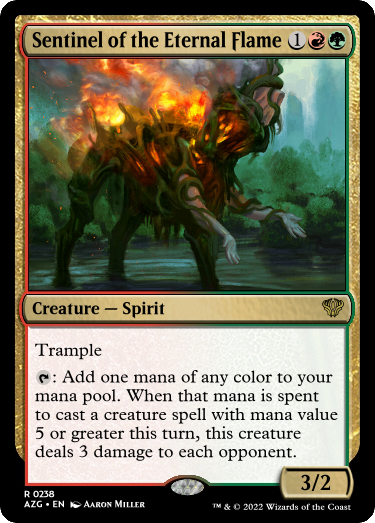 Sentinel of the Eternal Flame 1
Creature — Spirit
Trample
: Add one mana of any color to your
mana pool. When that mana is spent
to cast a creature spell with mana value
5 or greater this turn, this creature
deals 3 damage to each opponent.
3/2
R 0238
AZG • EN Aaron Miller
™ & © 2022 Wizards of the Coast